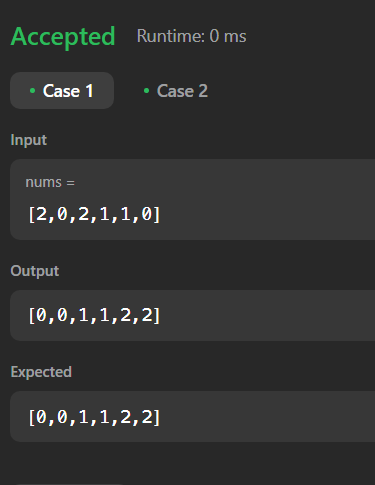 Accepted Runtime: 0 ms
Case 1 Case 2
Input
nums =
[2,0,2,1,1,0]
Output
[0,0,1,1,2,2]
Expected
[0,0,1,1,2,2]